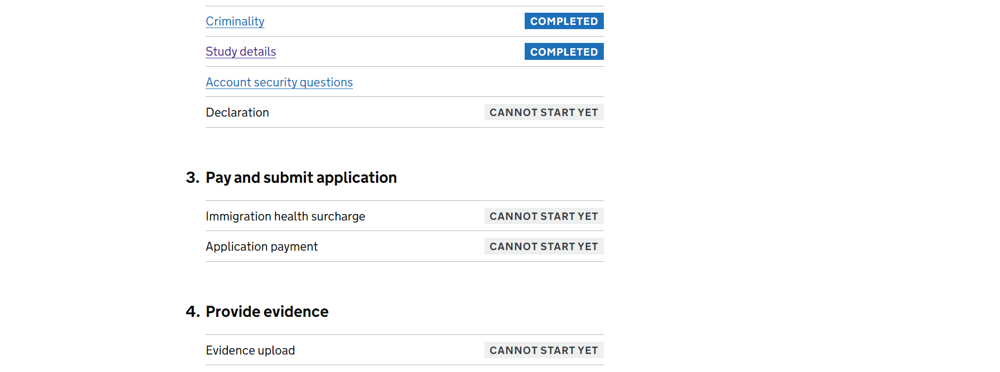 Criminality COMPLETED
Study details COMPLETED
Account security questions
Declaration CANNOT START YET
3. Pay and submit application
Immigration health surcharge CANNOT START YET
Application payment CANNOT START YET
4. Provide evidence
Evidence upload CANNOT START YET